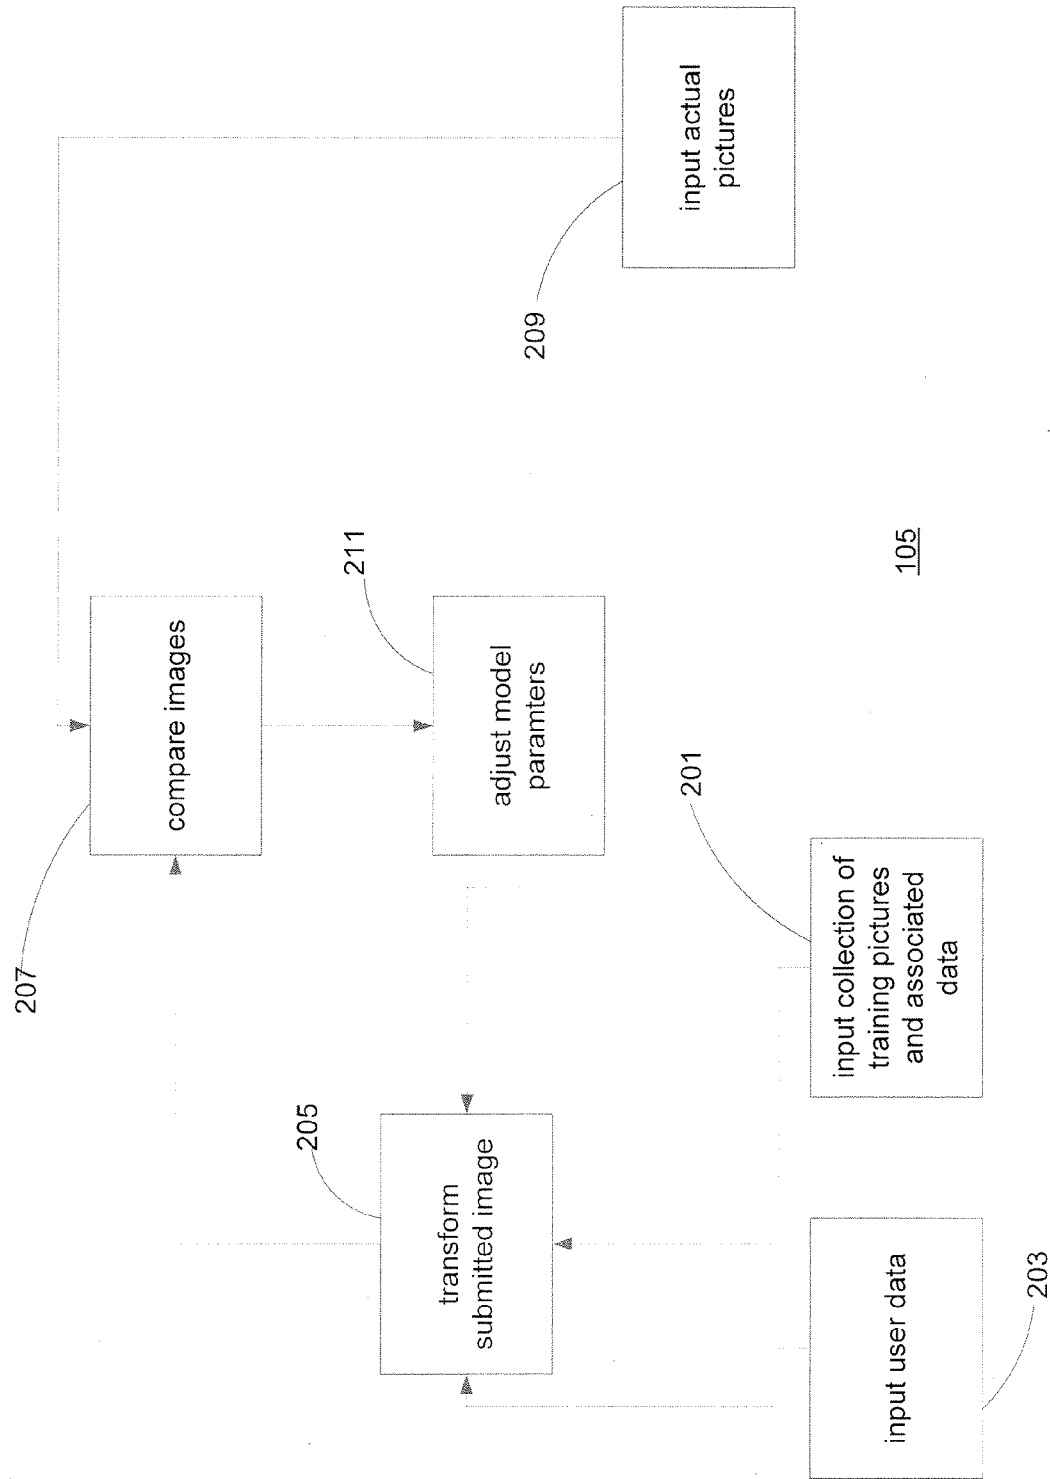 207
compare images
205
transform
submitted image
211
adjust model
paramters
209
input actual
pictures
203
input user data
201
input collection of
training pictures
and associated
data
105